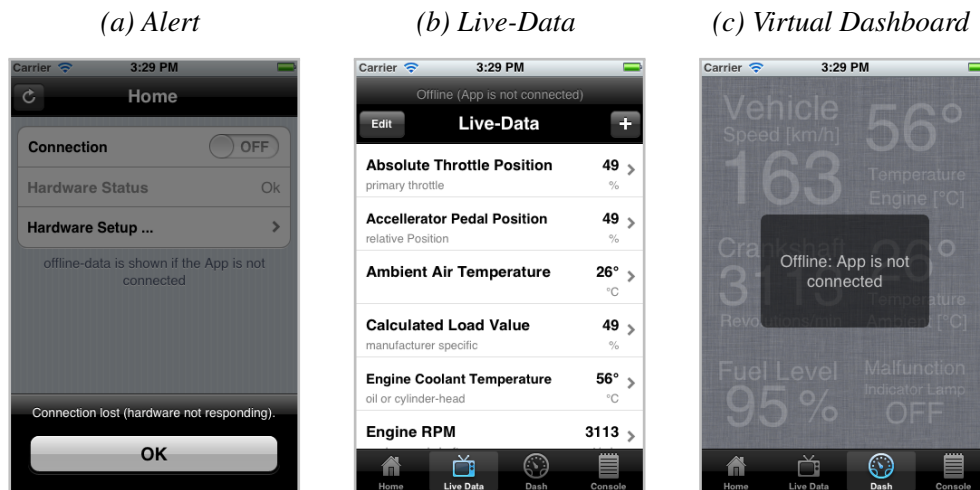 (a) Alert
Carrier 3:29 PM
Home
Connection OFF
Hardware Status Ok
Hardware Setup ...
offline-data is shown if the App is not
connected
Connection lost (hardware not responding).
OK
(b) Live-Data
Carrier 3:29 PM
Offline (App is not connected)
Edit Live-Data +
Absolute Throttle Position 49
primary throttle %
Accellerator Pedal Position 49
relative Position %
Ambient Air Temperature 26°
°C
Calculated Load Value 49
manufacturer specific %
Engine Coolant Temperature 56°
oil or cylinder-head °C
Engine RPM 3113
Home Live Data Dash Console
(c) Virtual Dashboard
Carrier 3:29 PM
Vehicle
Speed [km/h]
163
56°
Temperature
Engine [°C]
Crankshaft
3113
Revolutions/min
26°
Temperature
Ambient [°C]
Offline: App is not
connected
Fuel Level
95 %
Malfunction
Indicator Lamp
OFF
Home Live Data Dash Console